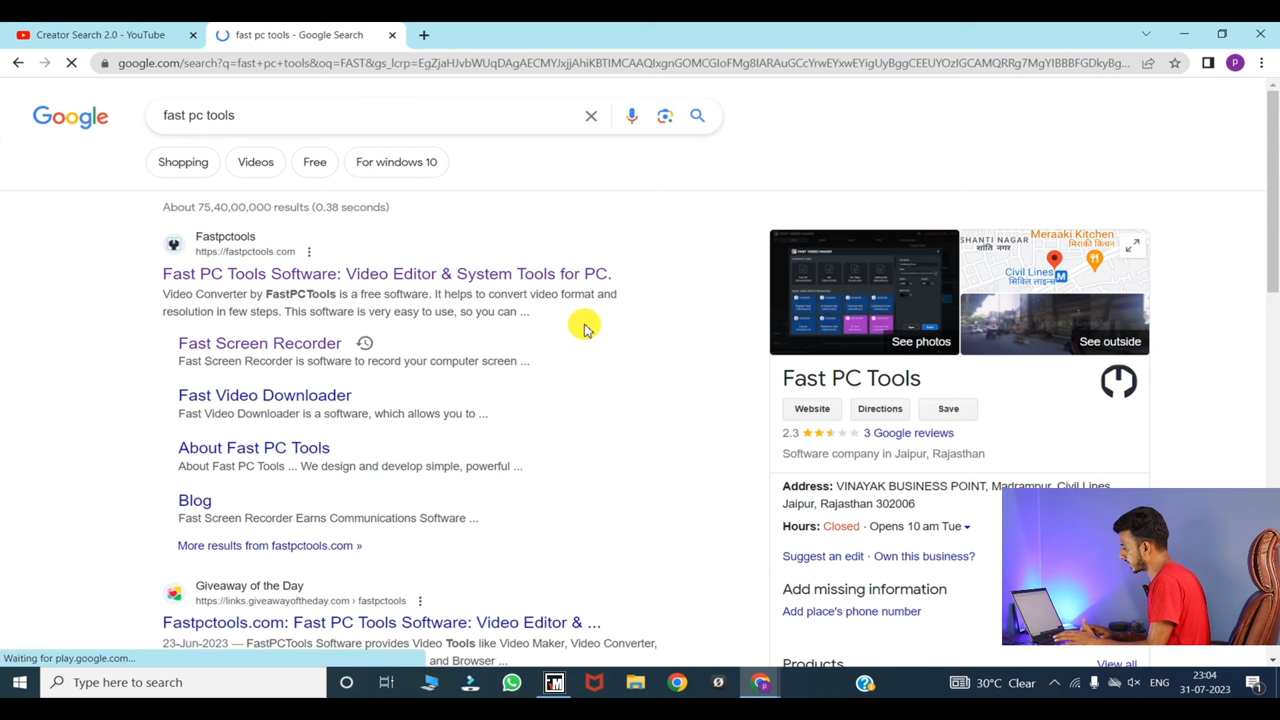 Creator Search 2.0 - YouTube
fast pc tools - Google Search
google.com/search?q=fast+pc+tools&oq=FAST&gs_lcrp=EgZjaHJvbWUqDAgAECMYJxjjAhiKBTIMCAAQIxgnGOMCGIoFMg8IARAuGCcYrwEYxwEYigUyBggCEEUYOzIGCAMQRRg7MgYIBBBFGDkyBg...
Google
fast pc tools
Shopping
Videos
Free
For windows 10
About 75,40,00,000 results (0.38 seconds)
Fastpctools
https://fastpctools.com
Fast PC Tools Software: Video Editor & System Tools for PC.
Video Converter by FastPCTools is a free software. It helps to convert video format and
resolution in few steps. This software is very easy to use, so you can ...
Fast Screen Recorder
Fast Screen Recorder is software to record your computer screen ...
Fast Video Downloader
Fast Video Downloader is a software, which allows you to ...
About Fast PC Tools
About Fast PC Tools ... We design and develop simple, powerful ...
Blog
Fast Screen Recorder Earns Communications Software ...
More results from fastpctools.com »
Giveaway of the Day
https://links.giveawayoftheday.com › fastpctools
Fastpctools.com: Fast PC Tools Software: Video Editor & ...
23-Jun-2023 — FastPCTools Software provides Video Tools like Video Maker, Video Converter,
and Browser ...
Waiting for play.google.com...
See photos
SHANTI NAGAR
शांति नगर
Meraaki Kitchen
मिराकी किचन
Civil Lines
सिविल लाइन्स
See outside
Fast PC Tools
Website
Directions
Save
2.3
3 Google reviews
Software company in Jaipur, Rajasthan
Address: VINAYAK BUSINESS POINT, Madrampur, Civil Lines,
Jaipur, Rajasthan 302006
Hours: Closed · Opens 10 am Tue
Suggest an edit · Own this business?
Add missing information
Add place's phone number
Products
View all
Type here to search
30°C Clear
ENG
23:04
31-07-2023